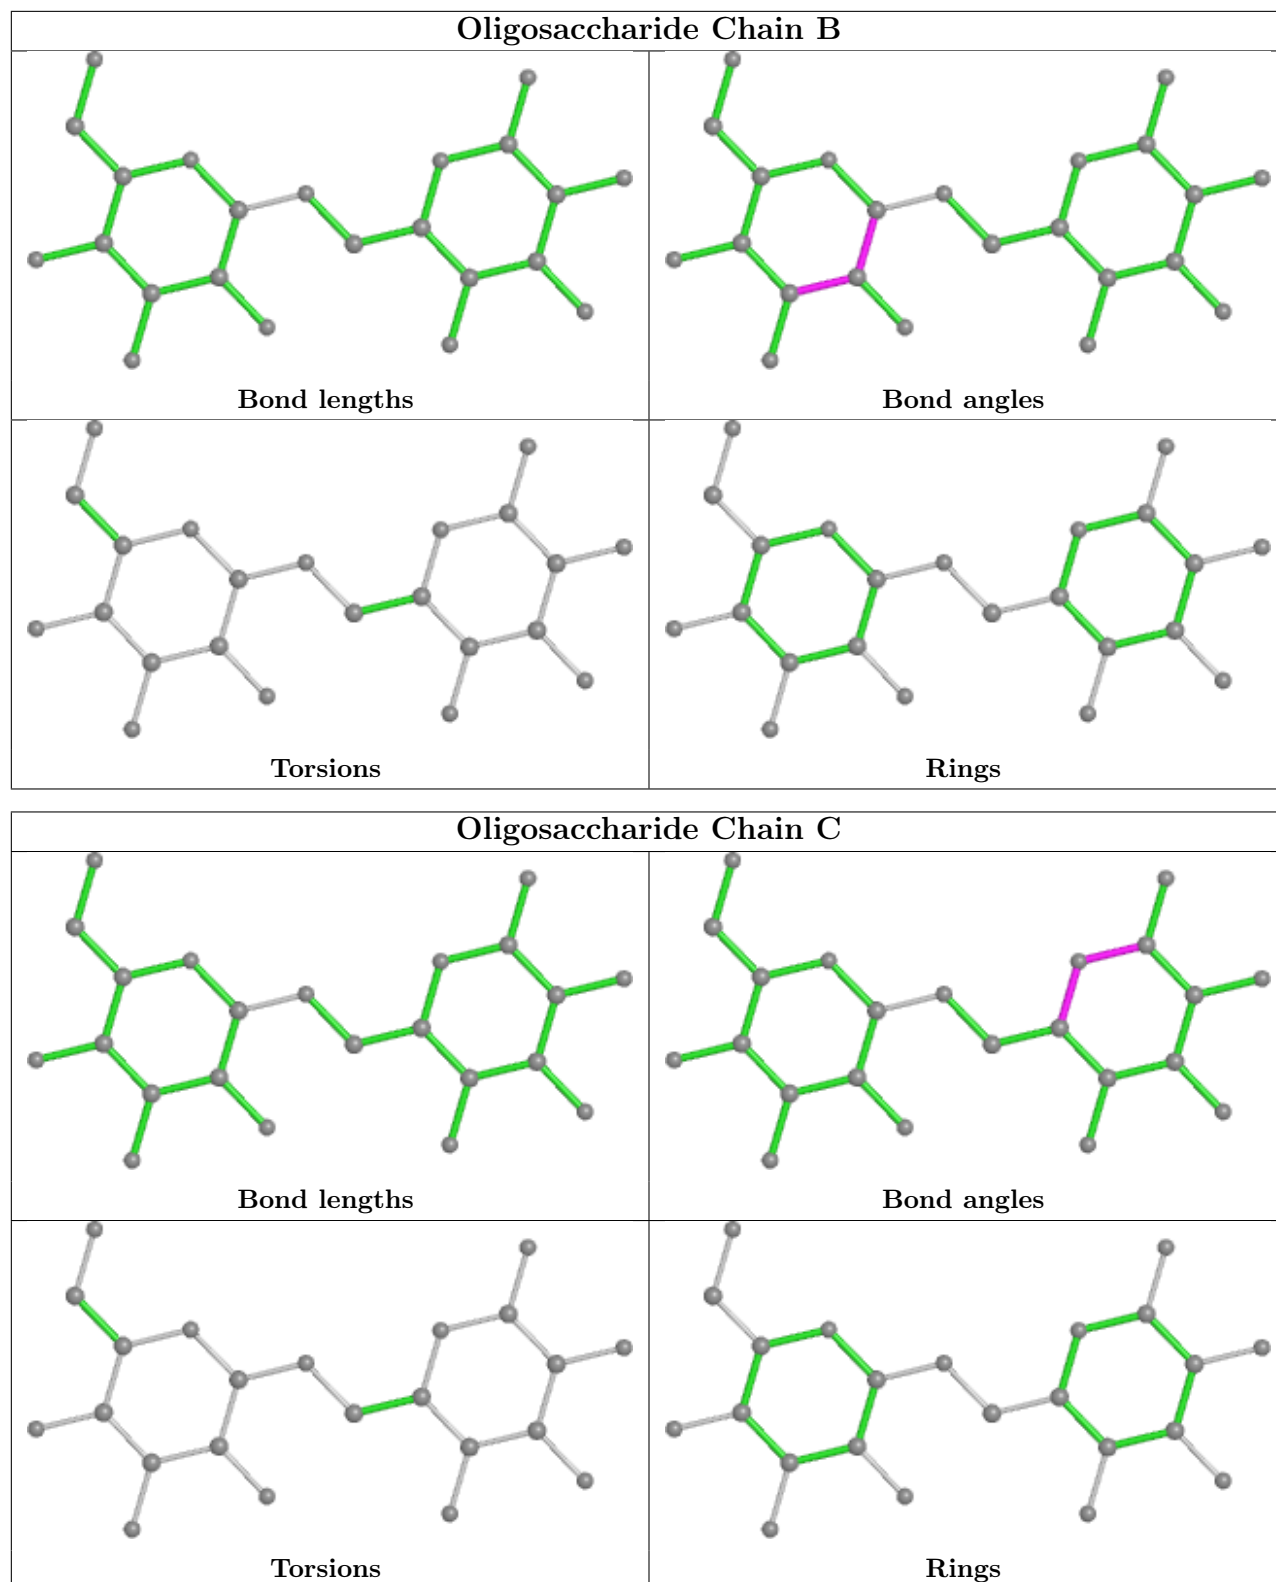 Oligosaccharide Chain B
Bond lengths
Bond angles
Torsions
Rings
Oligosaccharide Chain C
Bond lengths
Bond angles
Torsions
Rings